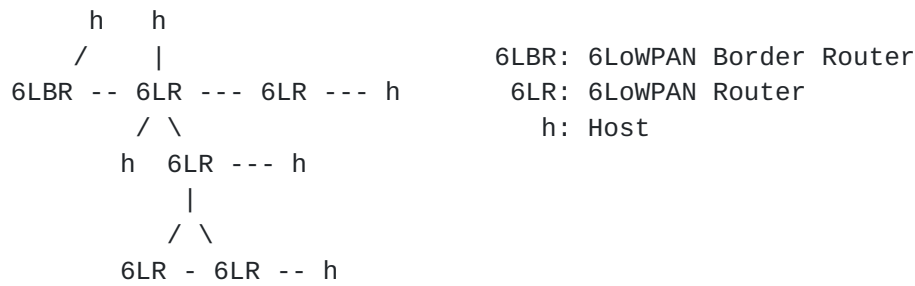 h   h
     /    |                      6LBR: 6LoWPAN Border Router
6LBR -- 6LR --- 6LR --- h         6LR: 6LoWPAN Router
        / \                         h: Host
       h  6LR --- h
           |
          / \
       6LR - 6LR -- h